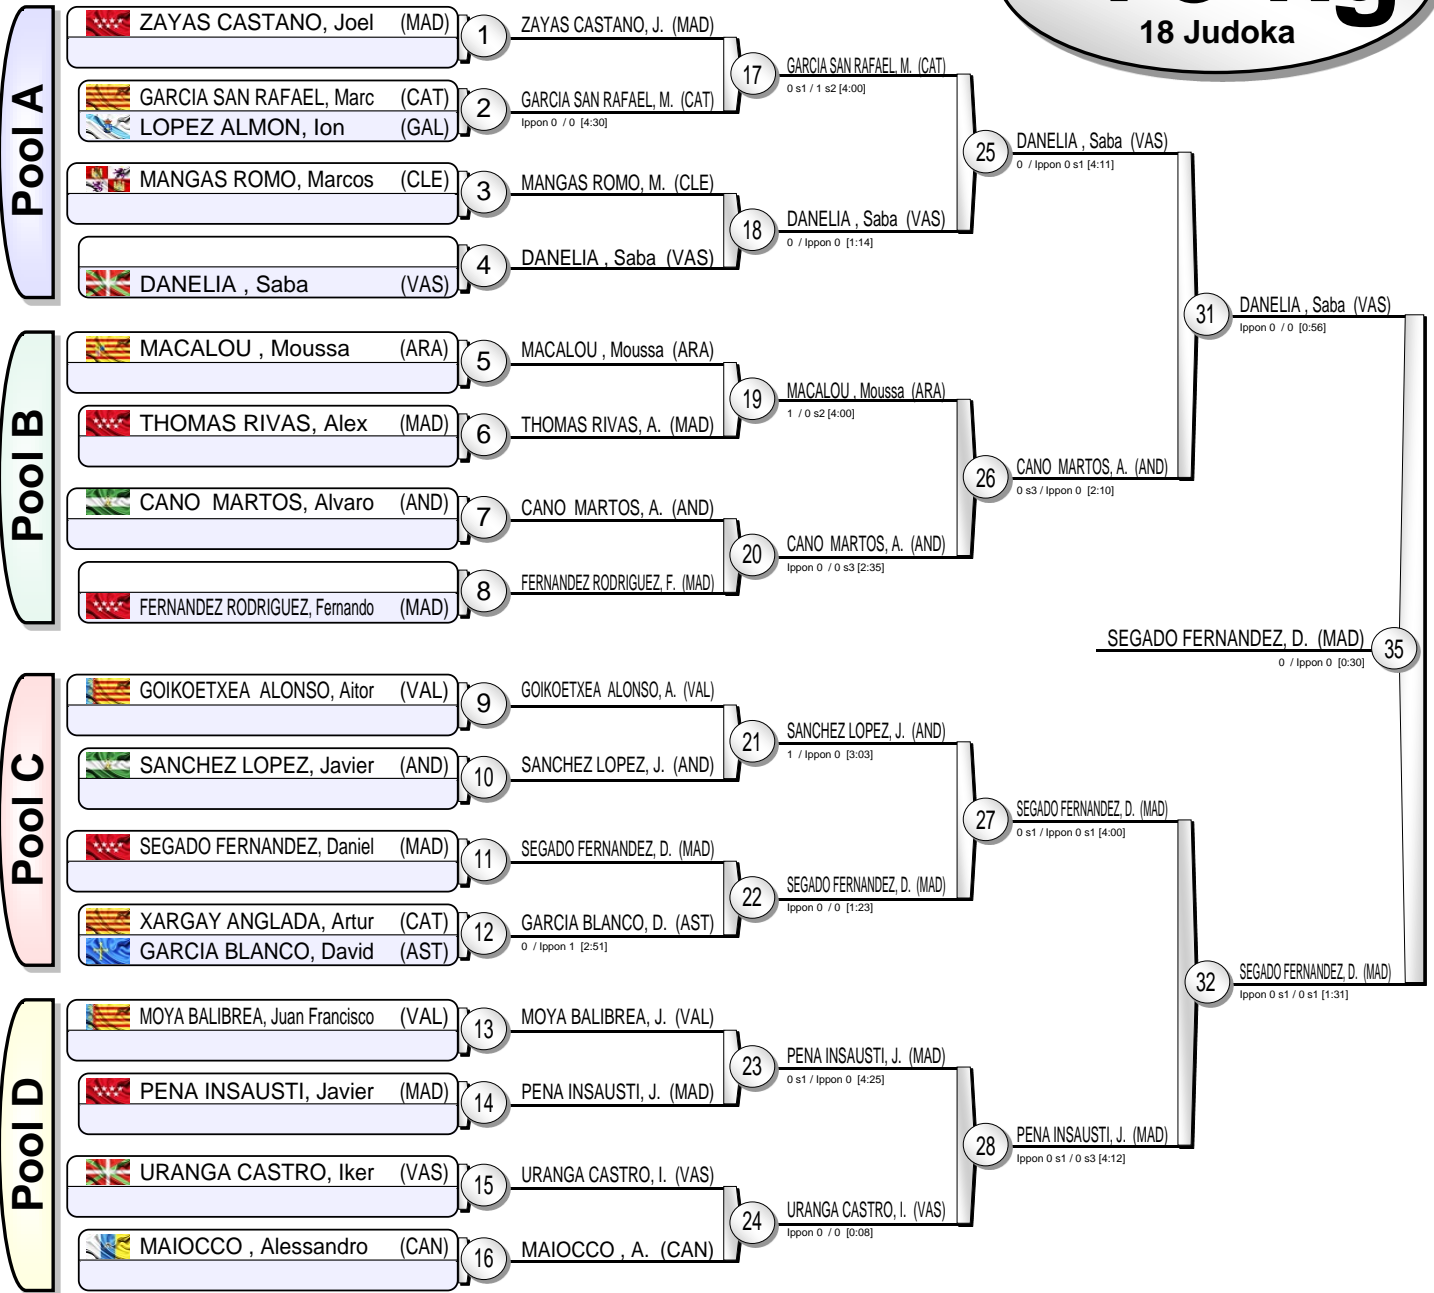 18 Judoka
Pool A
ZAYAS CASTANO, Joel (MAD)
1
ZAYAS CASTANO, J. (MAD)
GARCIA SAN RAFAEL, Marc (CAT)
LOPEZ ALMON, Ion (GAL)
2
GARCIA SAN RAFAEL, M. (CAT)
Ippon 0 / 0 [4:30]
17
GARCIA SAN RAFAEL, M. (CAT)
0 s1 / 1 s2 [4:00]
MANGAS ROMO, Marcos (CLE)
3
MANGAS ROMO, M. (CLE)
DANELIA , Saba (VAS)
4
DANELIA , Saba (VAS)
18
DANELIA , Saba (VAS)
0 / Ippon 0 [1:14]
25
DANELIA , Saba (VAS)
0 / Ippon 0 s1 [4:11]
Pool B
MACALOU , Moussa (ARA)
5
MACALOU , Moussa (ARA)
THOMAS RIVAS, Alex (MAD)
6
THOMAS RIVAS, A. (MAD)
19
MACALOU , Moussa (ARA)
1 / 0 s2 [4:00]
CANO MARTOS, Alvaro (AND)
7
CANO MARTOS, A. (AND)
FERNANDEZ RODRIGUEZ, Fernando (MAD)
8
FERNANDEZ RODRIGUEZ, F. (MAD)
20
CANO MARTOS, A. (AND)
Ippon 0 / 0 s3 [2:35]
26
CANO MARTOS, A. (AND)
0 s3 / Ippon 0 [2:10]
31
DANELIA , Saba (VAS)
Ippon 0 / 0 [0:56]
SEGADO FERNANDEZ, D. (MAD)
0 / Ippon 0 [0:30]
35
Pool C
GOIKOETXEA ALONSO, Aitor (VAL)
9
GOIKOETXEA ALONSO, A. (VAL)
SANCHEZ LOPEZ, Javier (AND)
10
SANCHEZ LOPEZ, J. (AND)
21
SANCHEZ LOPEZ, J. (AND)
1 / Ippon 0 [3:03]
SEGADO FERNANDEZ, Daniel (MAD)
11
SEGADO FERNANDEZ, D. (MAD)
XARGAY ANGLADA, Artur (CAT)
GARCIA BLANCO, David (AST)
12
GARCIA BLANCO, D. (AST)
0 / Ippon 1 [2:51]
22
SEGADO FERNANDEZ, D. (MAD)
Ippon 0 / 0 [1:23]
27
SEGADO FERNANDEZ, D. (MAD)
0 s1 / Ippon 0 s1 [4:00]
Pool D
MOYA BALIBREA, Juan Francisco (VAL)
13
MOYA BALIBREA, J. (VAL)
PENA INSAUSTI, Javier (MAD)
14
PENA INSAUSTI, J. (MAD)
23
PENA INSAUSTI, J. (MAD)
0 s1 / Ippon 0 [4:25]
URANGA CASTRO, Iker (VAS)
15
URANGA CASTRO, I. (VAS)
MAIOCCO , Alessandro (CAN)
16
MAIOCCO , A. (CAN)
24
URANGA CASTRO, I. (VAS)
Ippon 0 / 0 [0:08]
28
PENA INSAUSTI, J. (MAD)
Ippon 0 s1 / 0 s3 [4:12]
32
SEGADO FERNANDEZ, D. (MAD)
Ippon 0 s1 / 0 s1 [1:31]